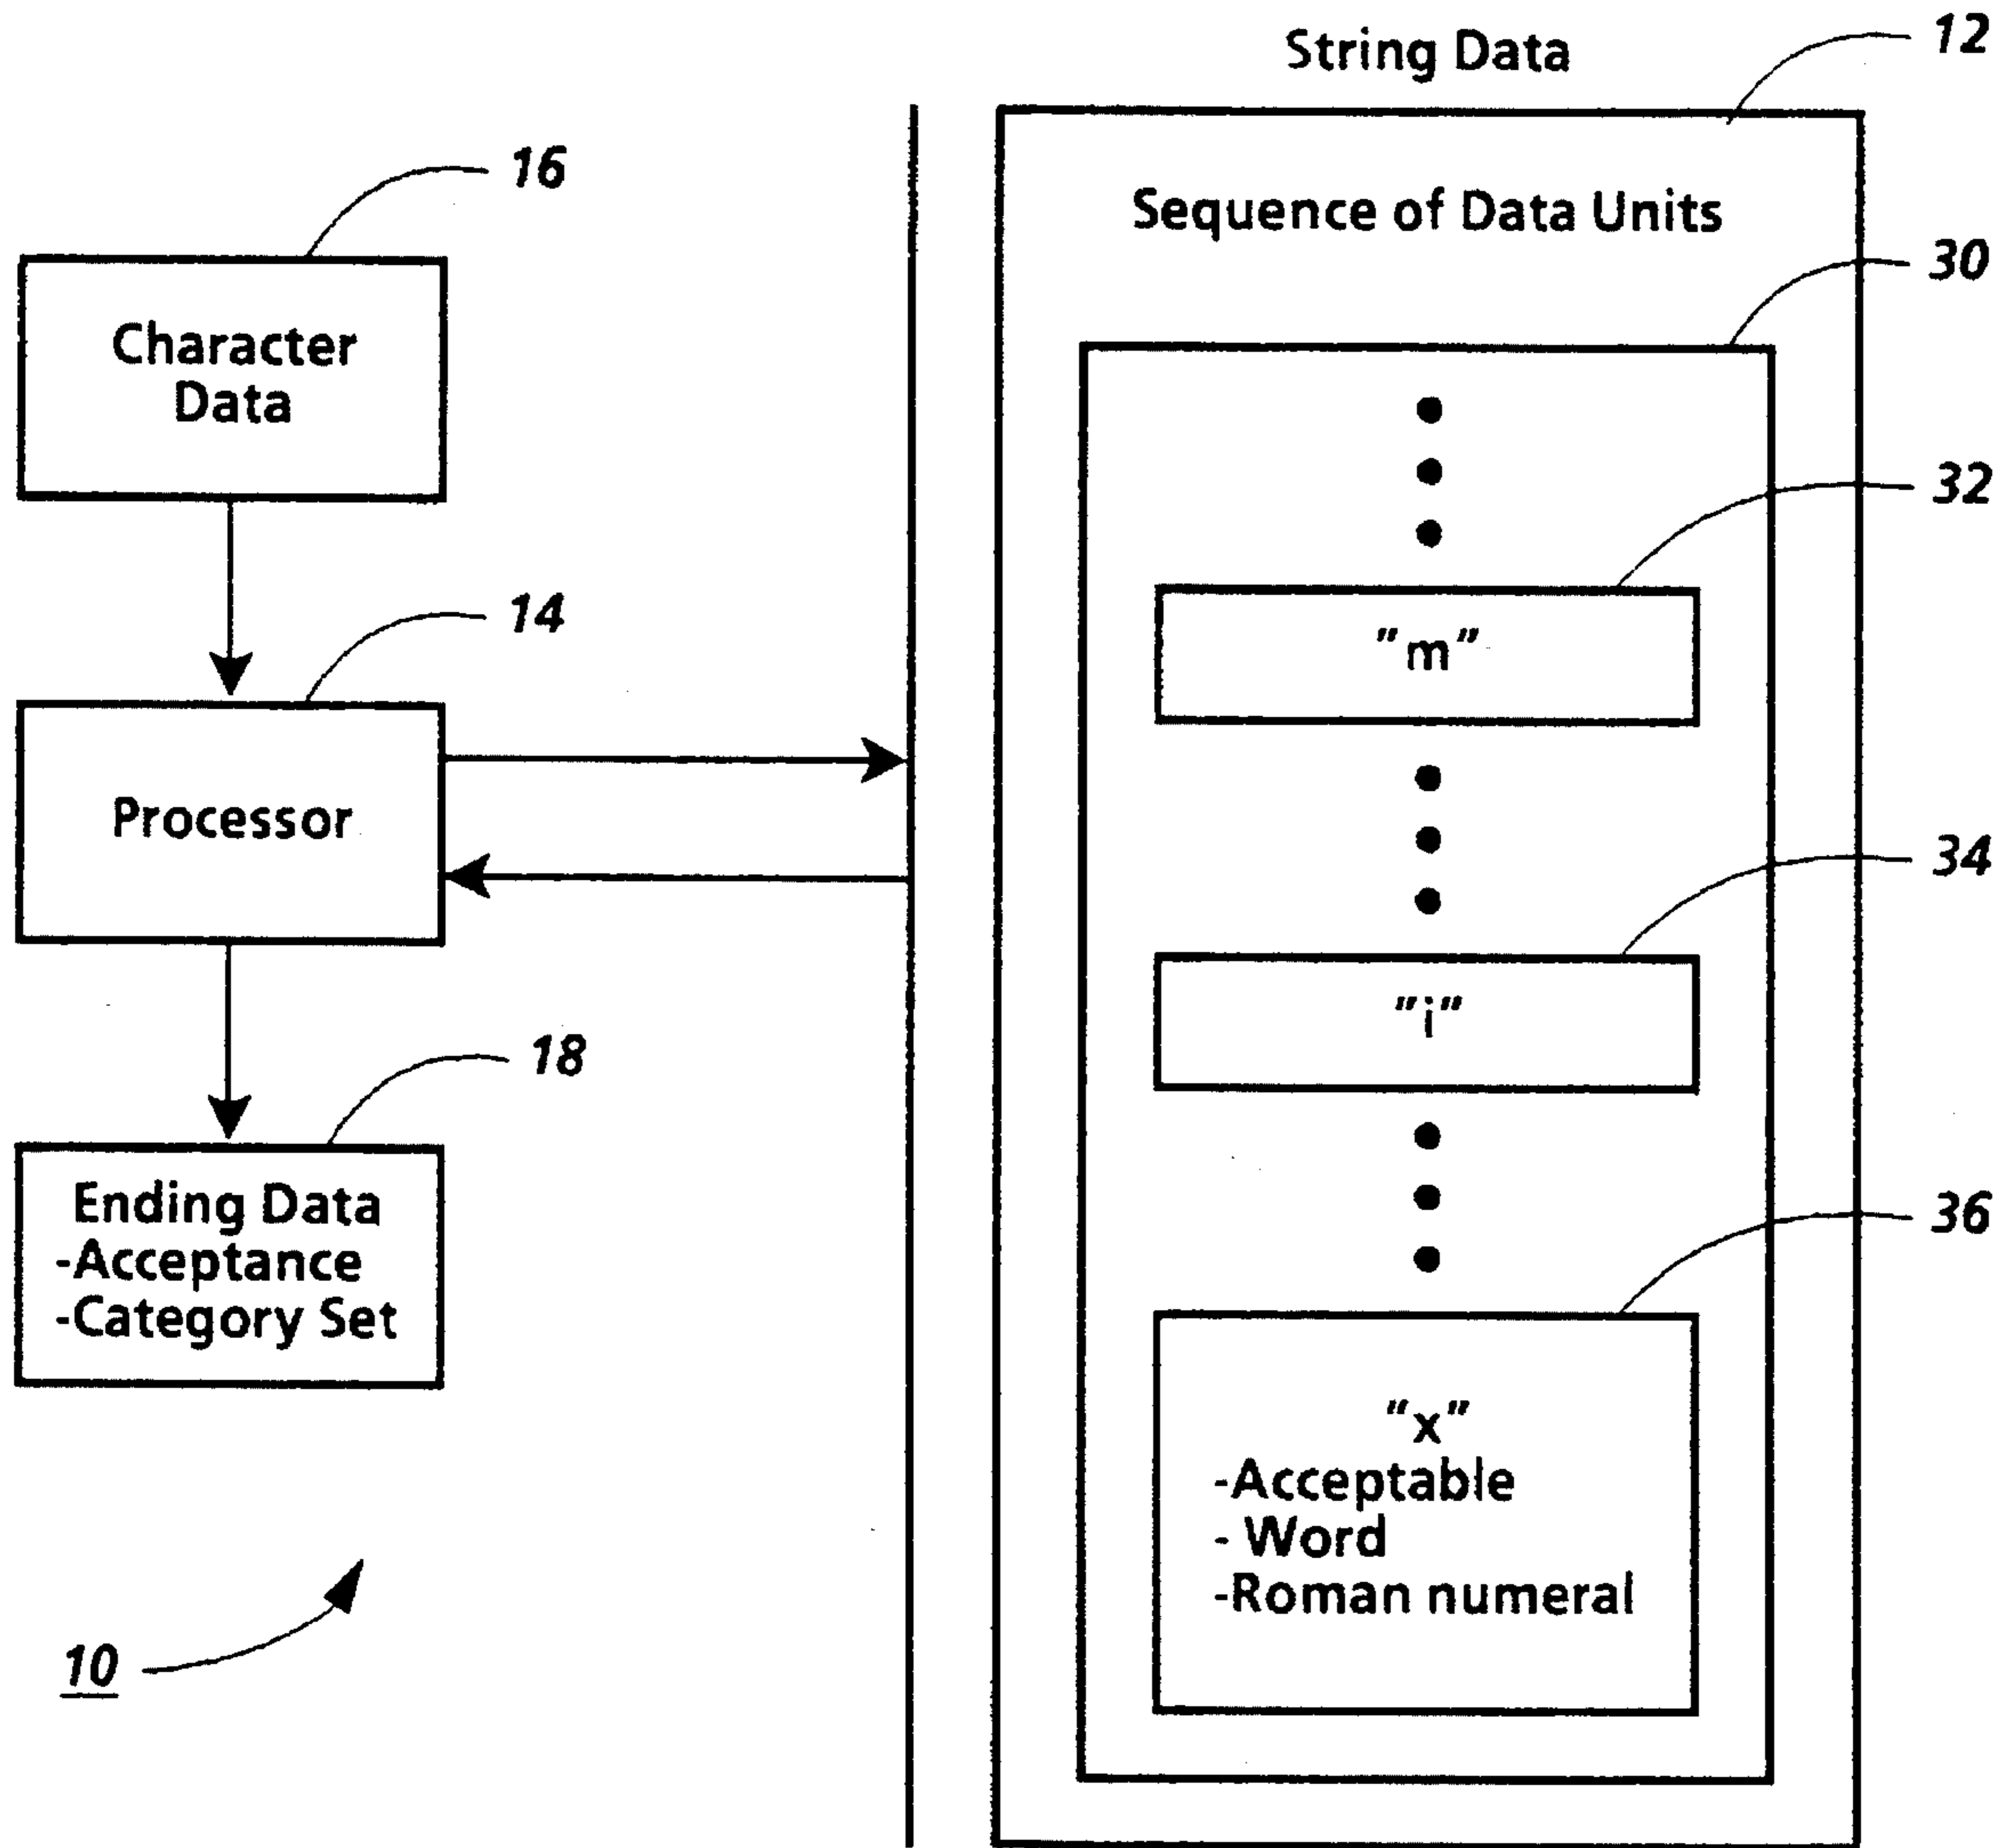 String Data
12
16
Sequence of Data Units
30
Character
Data
32
"m"
14
Processor
34
"i"
18
Ending Data
-Acceptance
-Category Set
36
"x"
-Acceptable
- Word
-Roman numeral
10